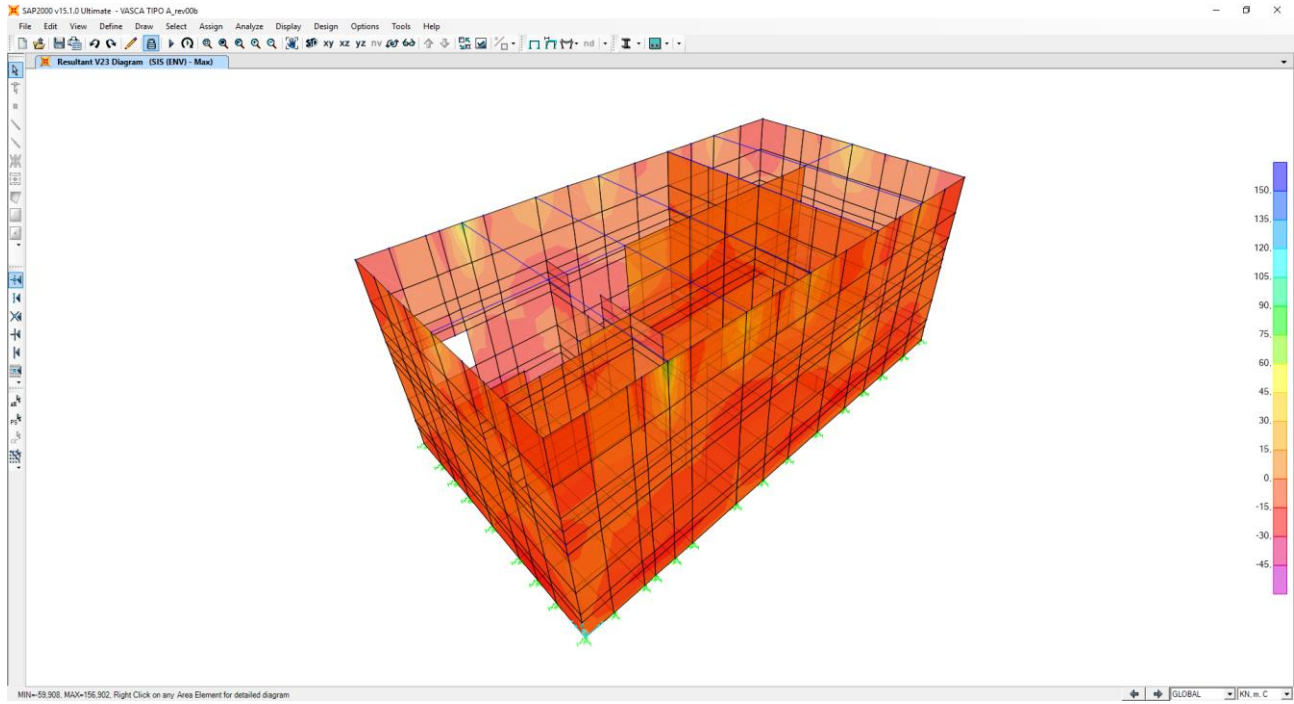 SAP2000 v15.1.0 Ultimate - VASCA TIPO A_rev00b
File Edit View Define Draw Select Assign Analyze Display Design Options Tools Help
xy xz yz nv nd
Resultant V23 Diagram (SIS (ENV) - Max)
150,
135,
120,
105,
90,
75,
60,
45,
30,
15,
0,
-15,
-30,
-45,
MIN=-59,908, MAX=156,902, Right Click on any Area Element for detailed diagram
GLOBAL
KN, m, C